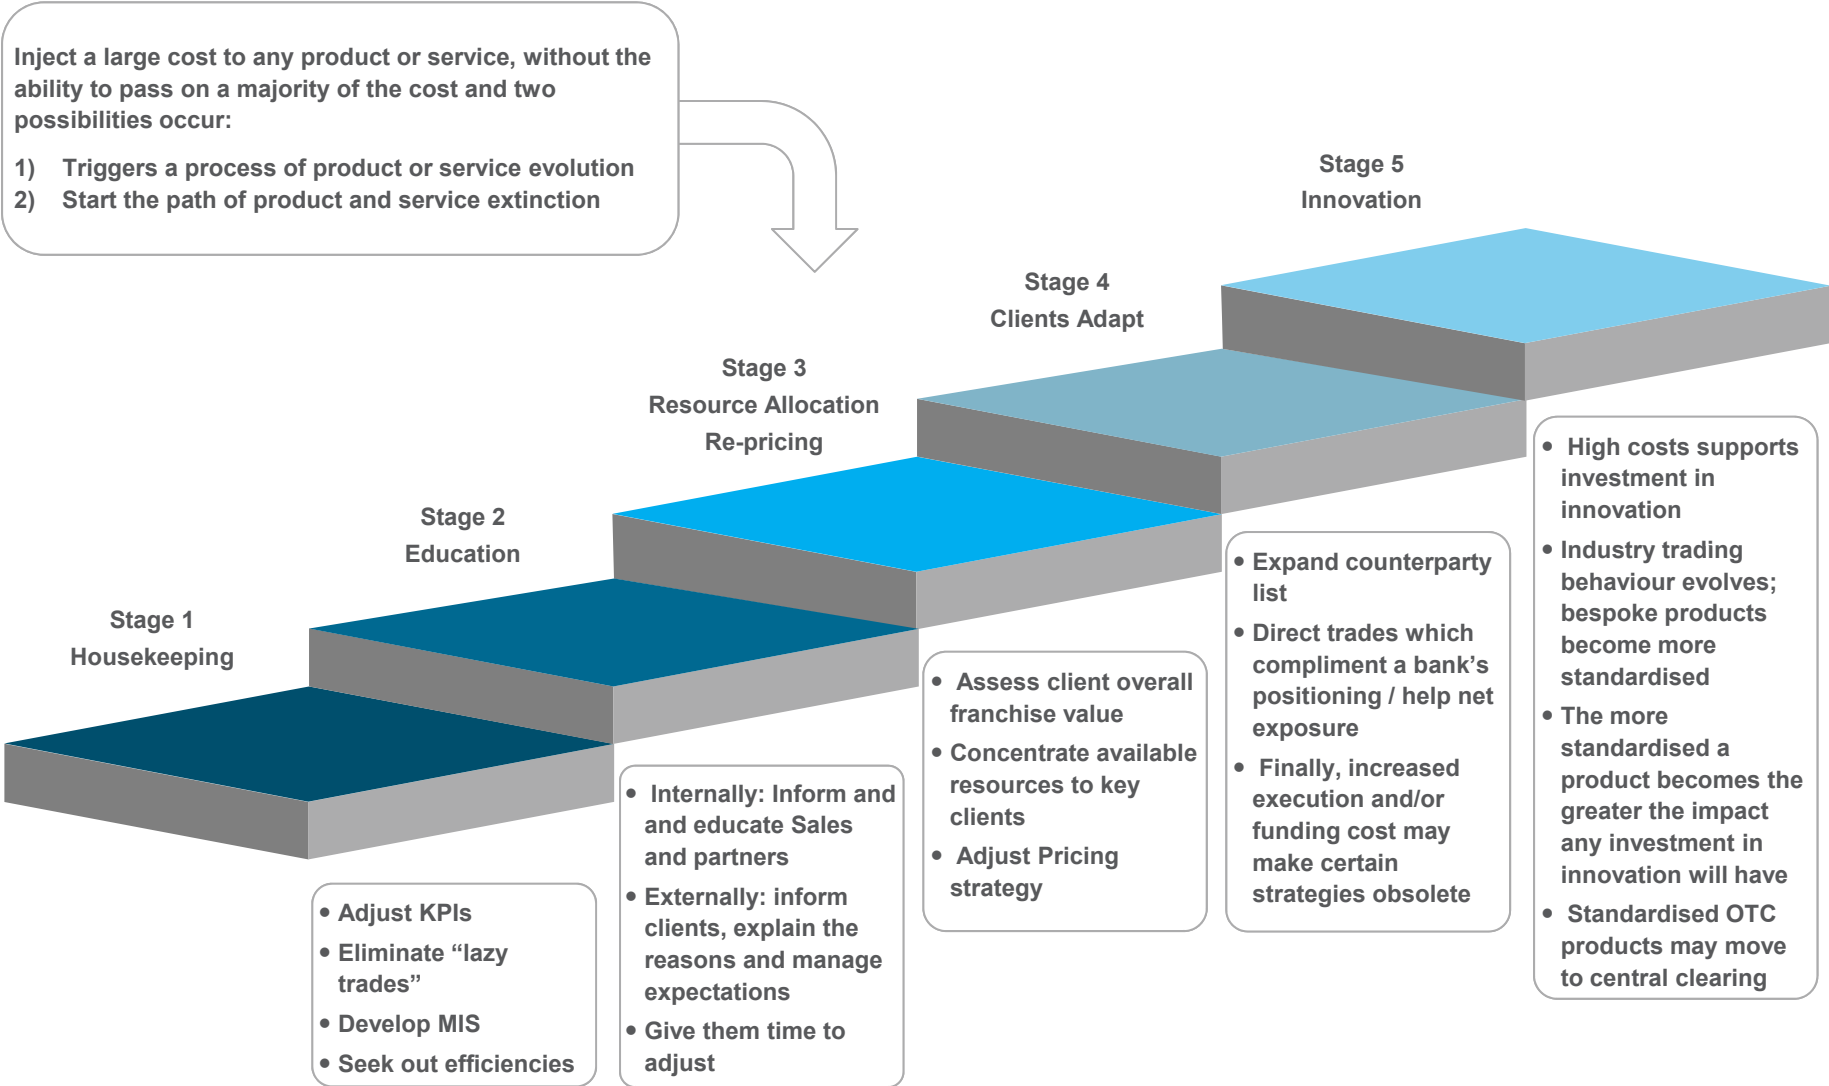 Inject a large cost to any product or service, without the
ability to pass on a majority of the cost and two
possibilities occur:
1) Triggers a process of product or service evolution
2) Start the path of product and service extinction
Stage 1
Housekeeping
• Adjust KPIs
• Eliminate “lazy
trades”
• Develop MIS
• Seek out efficiencies
Stage 2
Education
• Internally: Inform and
and educate Sales
and partners
• Externally: inform
clients, explain the
reasons and manage
expectations
• Give them time to
adjust
Stage 3
Resource Allocation
Re-pricing
• Assess client overall
franchise value
• Concentrate available
resources to key
clients
• Adjust Pricing
strategy
Stage 4
Clients Adapt
• Expand counterparty
list
• Direct trades which
compliment a bank’s
positioning / help net
exposure
• Finally, increased
execution and/or
funding cost may
make certain
strategies obsolete
Stage 5
Innovation
• High costs supports
investment in
innovation
• Industry trading
behaviour evolves;
bespoke products
become more
standardised
• The more
standardised a
product becomes the
greater the impact
any investment in
innovation will have
• Standardised OTC
products may move
to central clearing